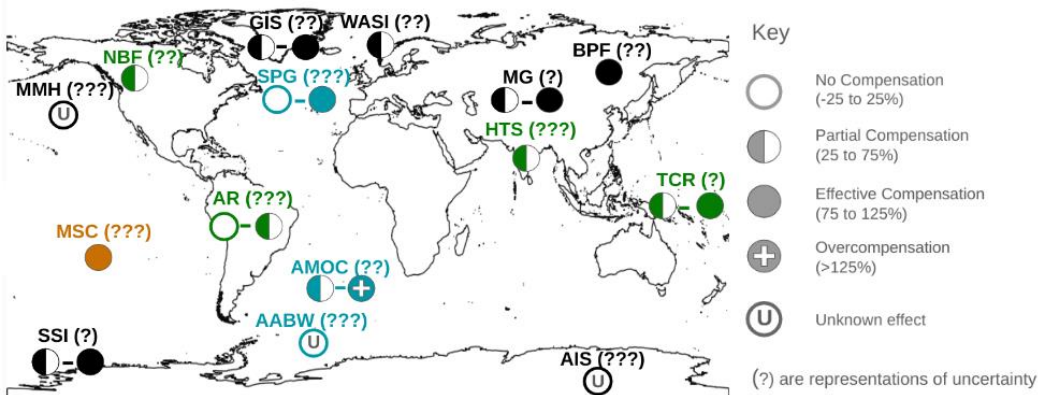 GIS (??)
WASI (??)
NBF (??)
SPG (???)
BPF (??)
MMH (???)
U
MG (?)
HTS (???)
AR (???)
TCR (?)
MSC (???)
AMOC (??)
AABW (???)
U
SSI (?)
AIS (???)
U
Key
No Compensation
(-25 to 25%)
Partial Compensation
(25 to 75%)
Effective Compensation
(75 to 125%)
Overcompensation
(>125%)
U
Unknown effect
(?) are representations of uncertainty